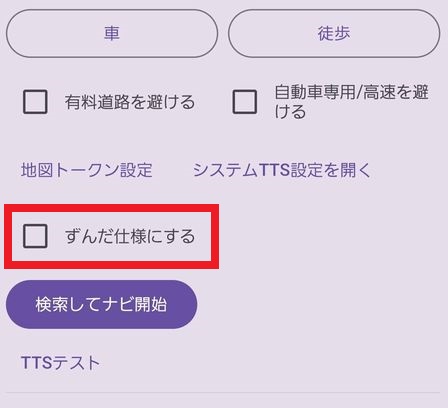 車
徒歩
有料道路を避ける
自動車専用/高速を避
ける
地図トークン設定
システムTTS設定を開く
ずんだ仕様にする
検索してナビ開始
TTSテスト